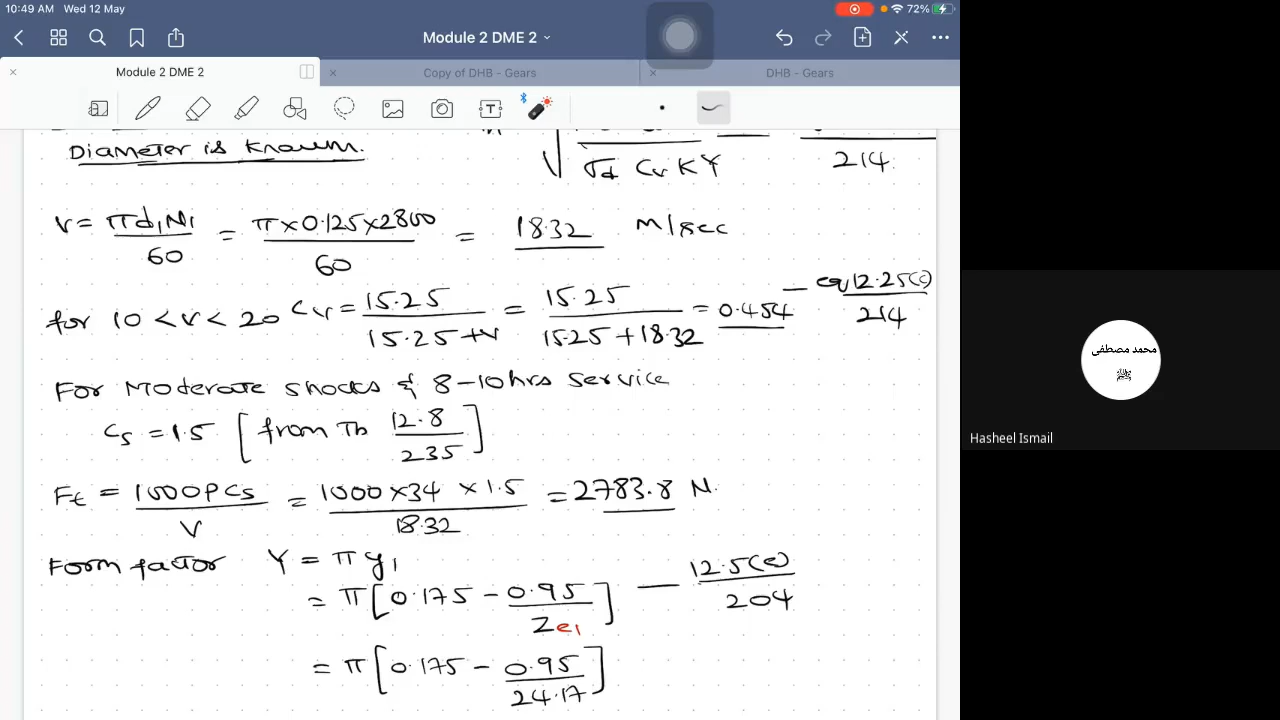 10:49 AM Wed 12 May
72%
Module 2 DME 2
Module 2 DME 2
Copy of DHB - Gears
DHB - Gears
Diameter is known.
σd Cv K Y
214
V = πd1N1/60 = π×0.125×2800/60 = 18.32 m/sec
for 10 < V < 20 Cv = 15.25/15.25+V = 15.25/15.25+18.32 = 0.454 — eq 12.25(c)/214
For Moderate shocks & 8-10hrs service
Cs = 1.5 [from Tb 12.8/235]
Ft = 1000PCs/V = 1000×34×1.5/18.32 = 2783.8 N.
Form factor Y = πy1
= π[0.175 - 0.95/Ze1] — 12.5(e)/204
= π[0.175 - 0.95/24.17]
محمد مصطفى
ﷺ
Hasheel Ismail